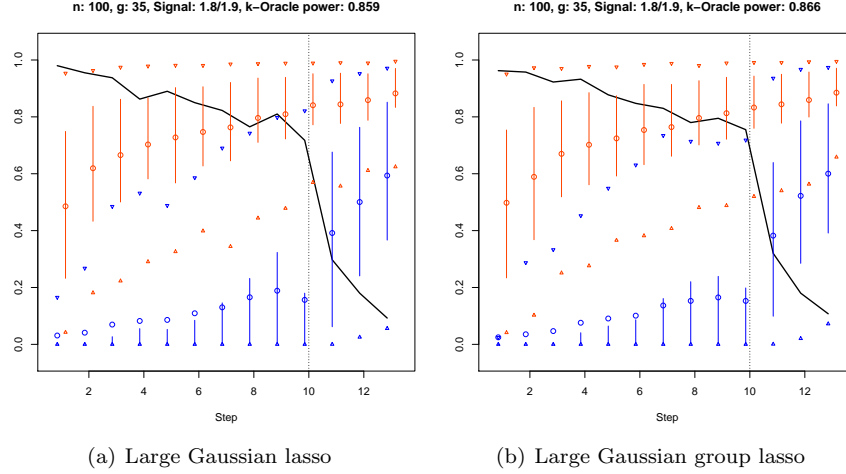 n: 100, g: 35, Signal: 1.8/1.9, k−Oracle power: 0.859
1.0
0.8
0.6
0.4
0.2
0.0
2 4 6 8 10 12
Step
(a) Large Gaussian lasso
n: 100, g: 35, Signal: 1.8/1.9, k−Oracle power: 0.866
1.0
0.8
0.6
0.4
0.2
0.0
2 4 6 8 10 12
Step
(b) Large Gaussian group lasso